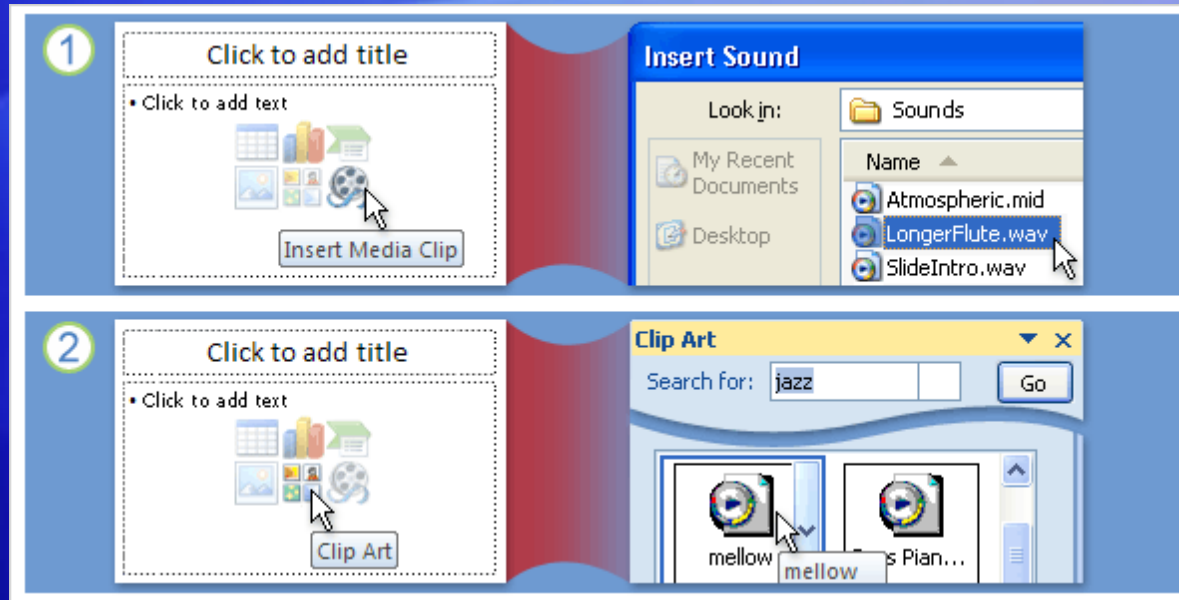 1
Click to add title
• Click to add text
Insert Media Clip
Insert Sound
Look in:
Sounds
My Recent
Documents
Desktop
Name
Atmospheric.mid
LongerFlute.wav
SlideIntro.wav
2
Click to add title
• Click to add text
Clip Art
Clip Art
Search for:
jazz
Go
mellow
mellow
Pian...